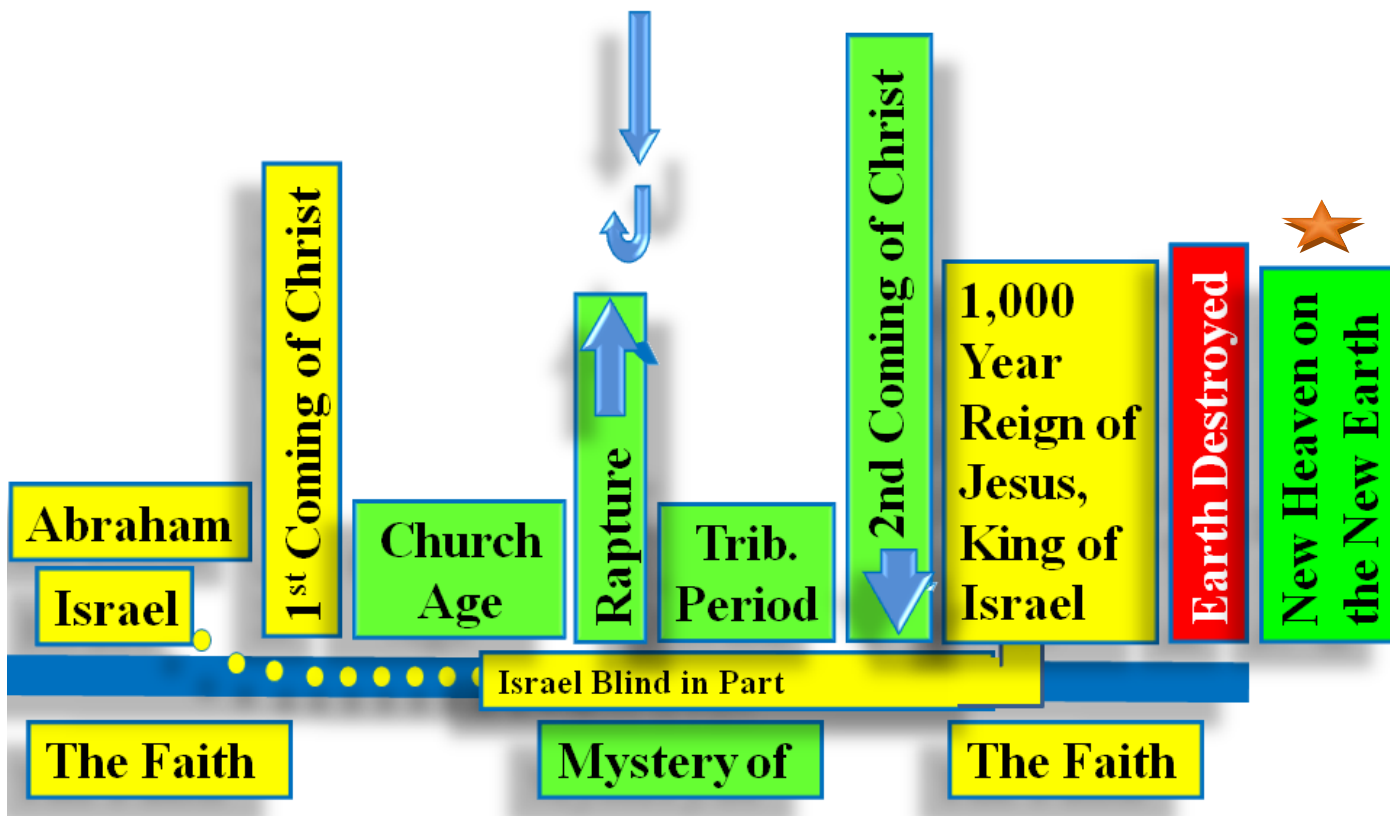 Abraham
Israel
1st Coming of Christ
Church
Age
Rapture
Trib.
Period
2nd Coming of Christ
1,000
Year
Reign of
Jesus,
King of
Israel
Earth Destroyed
New Heaven on
the New Earth
Israel Blind in Part
The Faith
Mystery of
The Faith